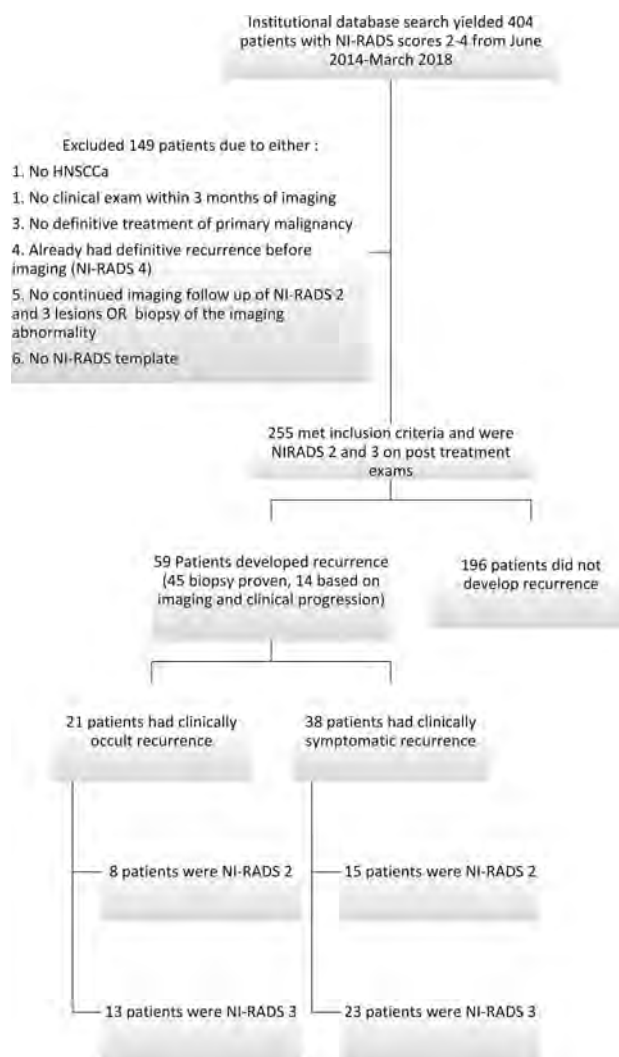 Institutional database search yielded 404
patients with NI-RADS scores 2-4 from June
2014-March 2018
Excluded 149 patients due to either :
1. No HNSCCa
1. No clinical exam within 3 months of imaging
3. No definitive treatment of primary malignancy
4. Already had definitive recurrence before
imaging (NI-RADS 4)
5. No continued imaging follow up of NI-RADS 2
and 3 lesions OR biopsy of the imaging
abnormality
6. No NI-RADS template
255 met inclusion criteria and were
NIRADS 2 and 3 on post treatment
exams
59 Patients developed recurrence
(45 biopsy proven, 14 based on
imaging and clinical progression)
196 patients did not
develop recurrence
21 patients had clinically
occult recurrence
38 patients had clinically
symptomatic recurrence
8 patients were NI-RADS 2
15 patients were NI-RADS 2
13 patients were NI-RADS 3
23 patients were NI-RADS 3